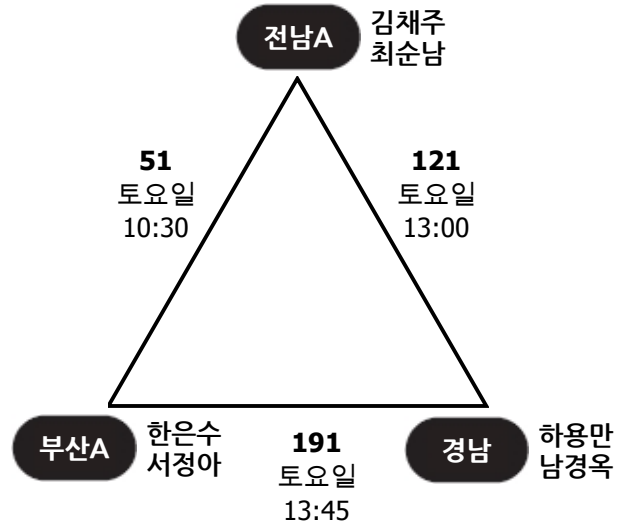 전남A
김채주
최순남
51
토요일
10:30
121
토요일
13:00
부산A
한은수
서정아
191
토요일
13:45
경남
하용만
남경옥